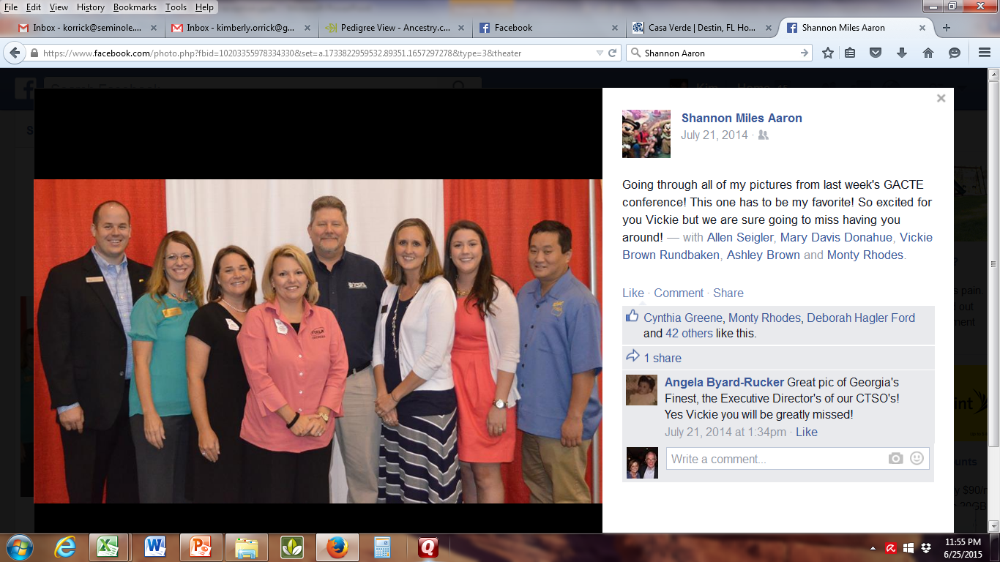 File Edit View History Bookmarks Tools Help
Inbox - korrick@seminole....
Inbox - kimberly.orrick@g...
Pedigree View - Ancestry.c...
Facebook
Casa Verde | Destin, FL Ho...
Shannon Miles Aaron
https://www.facebook.com/photo.php?fbid=10203355978334330&set=a.1733822959532.89351.1657297278&type=3&theater
Shannon Aaron
Search Facebook
Home
Shannon Miles Aaron
July 21, 2014 ·
Going through all of my pictures from last week's GACTE
conference! This one has to be my favorite! So excited for
you Vickie but we are sure going to miss having you
around! — with Allen Seigler, Mary Davis Donahue, Vickie
Brown Rundbaken, Ashley Brown and Monty Rhodes.
Like · Comment · Share
Cynthia Greene, Monty Rhodes, Deborah Hagler Ford
and 42 others like this.
1 share
Angela Byard-Rucker Great pic of Georgia's
Finest, the Executive Director's of our CTSO's!
Yes Vickie you will be greatly missed!
July 21, 2014 at 1:34pm · Like
Write a comment...
11:55 PM
6/25/2015